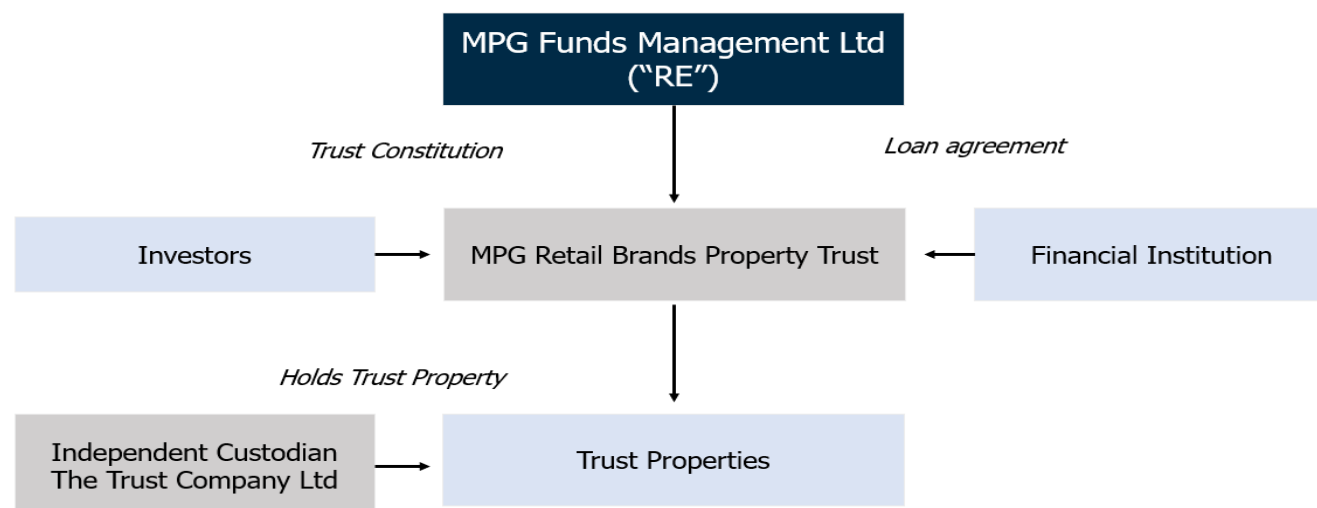 MPG Funds Management Ltd
(“RE”)
Trust Constitution
Loan agreement
Investors
MPG Retail Brands Property Trust
Financial Institution
Holds Trust Property
Independent Custodian
The Trust Company Ltd
Trust Properties